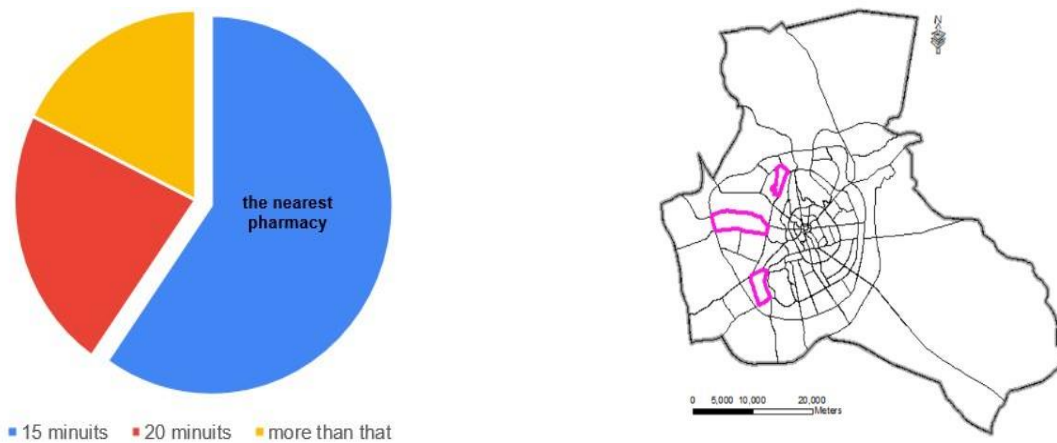 the nearest
pharmacy
15 minuits 20 minuits more than that
N
0 5,000 10,000 20,000
Meters